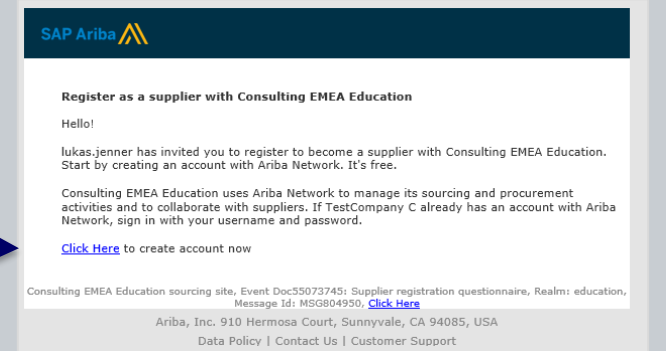 SAP Ariba
Register as a supplier with Consulting EMEA Education
Hello!
lukas.jenner has invited you to register to become a supplier with Consulting EMEA Education.
Start by creating an account with Ariba Network. It's free.
Consulting EMEA Education uses Ariba Network to manage its sourcing and procurement
activities and to collaborate with suppliers. If TestCompany C already has an account with Ariba
Network, sign in with your username and password.
Click Here to create account now
Consulting EMEA Education sourcing site, Event Doc55073745: Supplier registration questionnaire, Realm: education,
Message Id: MSG804950, Click Here
Ariba, Inc. 910 Hermosa Court, Sunnyvale, CA 94085, USA
Data Policy | Contact Us | Customer Support